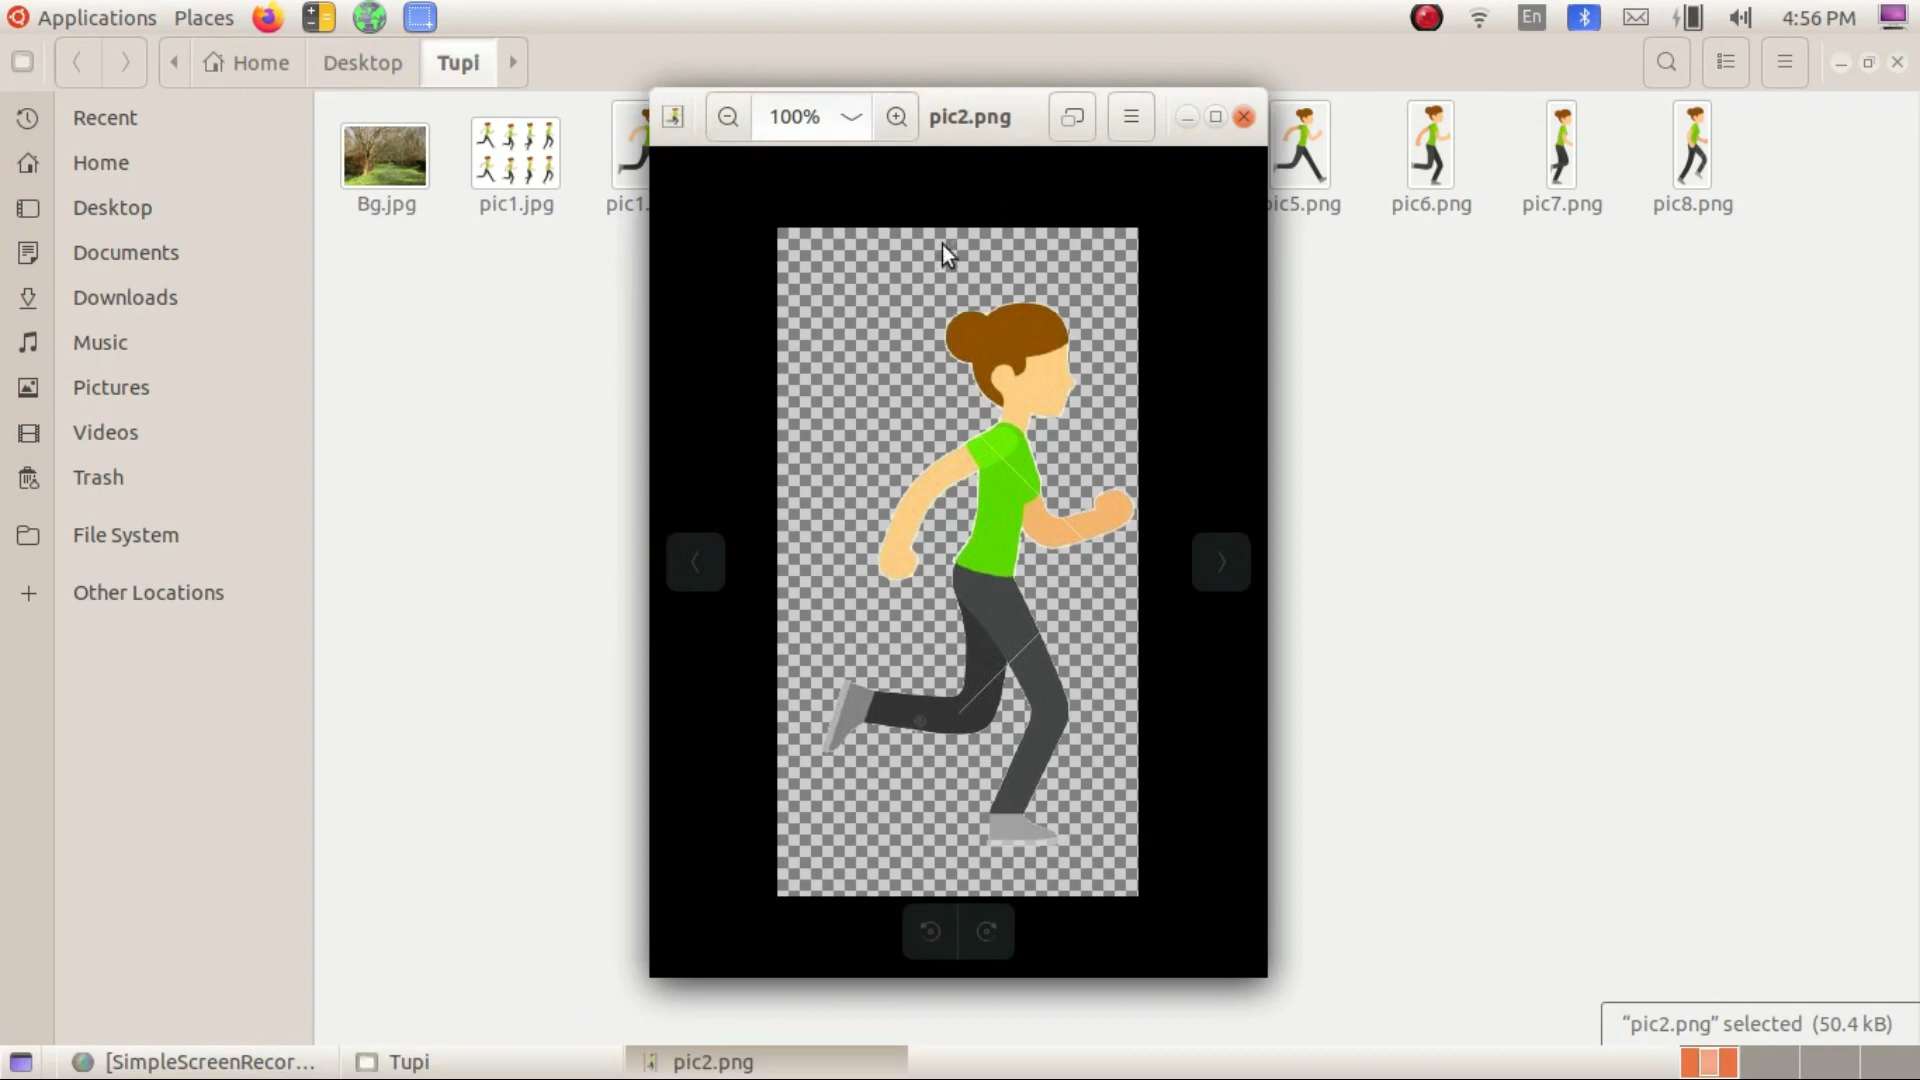 Applications Places En 4:56 PM
Home Desktop Tupi
Recent
Home
Desktop
Documents
Downloads
Music
Pictures
Videos
Trash
File System
Other Locations
100% pic2.png
Bg.jpg pic1.jpg pic1. pic5.png pic6.png pic7.png pic8.png
"pic2.png" selected (50.4 kB)
[SimpleScreenRecor... Tupi pic2.png